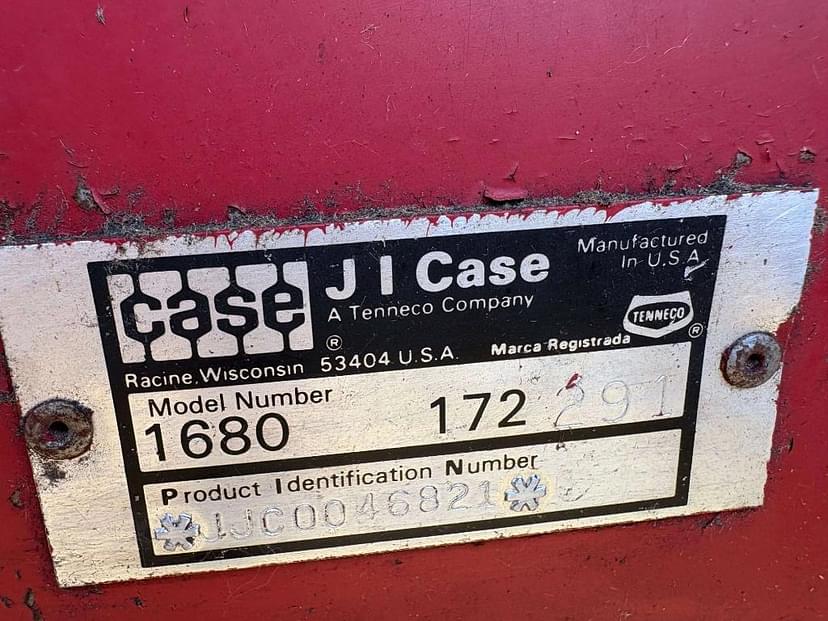 case
J I Case
A Tenneco Company
Manufactured
In U.S.A.
TENNECO
®
®
Racine, Wisconsin 53404 U.S.A.
Marca Registrada
Model Number
1680 172 291
Product Identification Number
*JJC0046821*